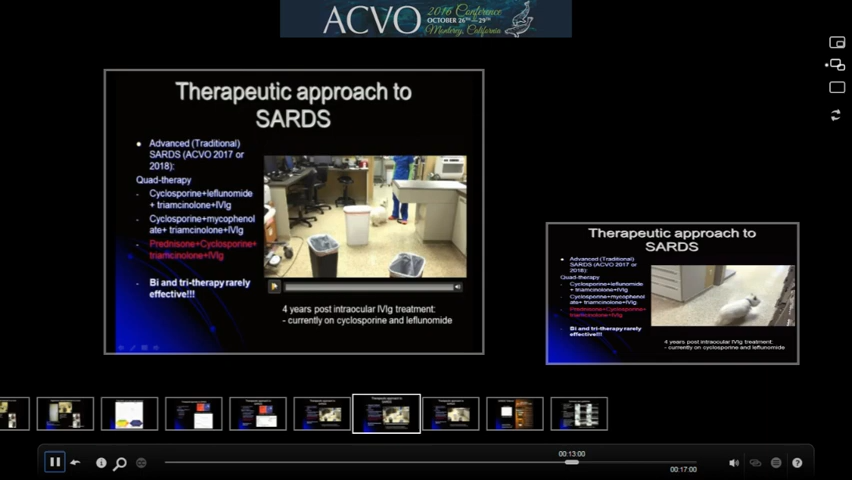 ACVO
2016 Conference
OCTOBER 26TH - 29TH
Monterey, California
Therapeutic approach to
SARDS
Advanced (Traditional)
SARDS (ACVO 2017 or
2018):
Quad-therapy
- Cyclosporine+leflunomide
+ triamcinolone+IVIg
- Cyclosporine+mycophenol
ate+ triamcinolone+IVIg
- Prednisone+Cyclosporine+
triamcinolone+IVIg
- Bi and tri-therapy rarely
effective!!!
4 years post intraocular IVIg treatment:
- currently on cyclosporine and leflunomide
Therapeutic approach to
SARDS
Advanced (Traditional)
SARDS (ACVO 2017 or
2018):
Quad-therapy
Cyclosporine+leflunomide
+ triamcinolone+IVIg
Cyclosporine+mycophenol
ate+ triamcinolone+IVIg
Prednisone+Cyclosporine+
triamcinolone+IVIg
Bi and tri-therapy rarely
effective!!!
4 years post intraocular IVIg treatment:
- currently on cyclosporine and leflunomide
00:13:00
00:17:00